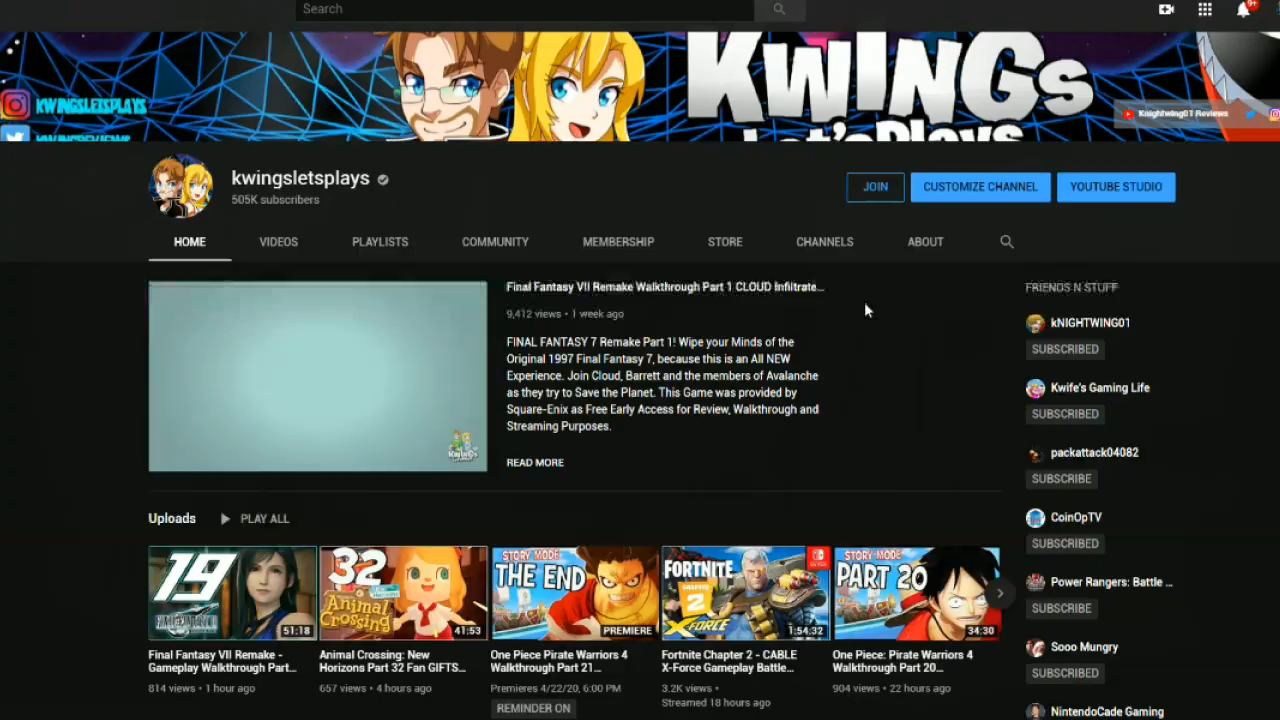 Search
9+
KWINGSLETSPLAYS
KWINGs
Let'sPlays
Knightwing01 Reviews
kwingsletsplays
505K subscribers
JOIN
CUSTOMIZE CHANNEL
YOUTUBE STUDIO
HOME
VIDEOS
PLAYLISTS
COMMUNITY
MEMBERSHIP
STORE
CHANNELS
ABOUT
Final Fantasy VII Remake Walkthrough Part 1 CLOUD Infiltrate...
9,412 views • 1 week ago
FINAL FANTASY 7 Remake Part 1! Wipe your Minds of the
Original 1997 Final Fantasy 7, because this is an All NEW
Experience. Join Cloud, Barrett and the members of Avalanche
as they try to Save the Planet. This Game was provided by
Square-Enix as Free Early Access for Review, Walkthrough and
Streaming Purposes.
READ MORE
KWINGs
FRIENDS N STUFF
kNIGHTWING01
SUBSCRIBED
Kwife's Gaming Life
SUBSCRIBED
packattack04082
SUBSCRIBE
CoinOpTV
SUBSCRIBED
Power Rangers: Battle ...
SUBSCRIBE
Sooo Mungry
SUBSCRIBED
NintendoCade Gaming
Uploads
PLAY ALL
19
FINAL FANTASY VII
51:18
Final Fantasy VII Remake -
Gameplay Walkthrough Part...
814 views • 1 hour ago
32
Animal
Crossing
41:53
Animal Crossing: New
Horizons Part 32 Fan GIFTS...
657 views • 4 hours ago
STORY MODE
THE END
PREMIERE
One Piece Pirate Warriors 4
Walkthrough Part 21...
Premieres 4/22/20, 6:00 PM
REMINDER ON
FORTNITE
CHAPTER
2
X-FORCE
1:54:32
Fortnite Chapter 2 - CABLE
X-Force Gameplay Battle...
3.2K views •
Streamed 18 hours ago
STORY MODE
PART 20
34:30
One Piece: Pirate Warriors 4
Walkthrough Part 20...
904 views • 22 hours ago